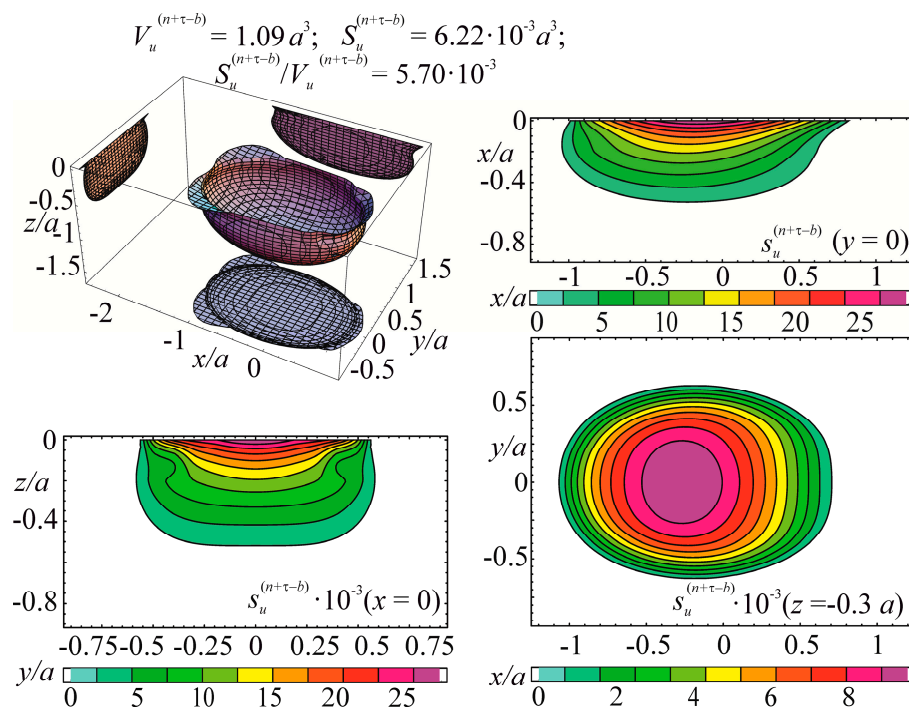 V_u^(n+τ–b) = 1.09 a³; S_u^(n+τ–b) = 6.22·10⁻³a³;
S_u^(n+τ–b)/V_u^(n+τ–b) = 5.70·10⁻³
0
-0.5
z/a
-1
-1.5
-2
-1
x/a
0
-0.5
0
y/a
0.5
1
1.5
0
x/a
-0.4
-0.8
s_u^(n+τ–b) (y = 0)
-1 -0.5 0 0.5 1
x/a
0 5 10 15 20 25
0
z/a
-0.4
-0.8
s_u^(n+τ–b) ·10⁻³(x = 0)
-0.75 -0.5 -0.25 0 0.25 0.5 0.75
y/a
0 5 10 15 20 25
0.5
y/a
0
-0.5
s_u^(n+τ–b) ·10⁻³(z =-0.3 a)
-1 -0.5 0 0.5 1
x/a
0 2 4 6 8